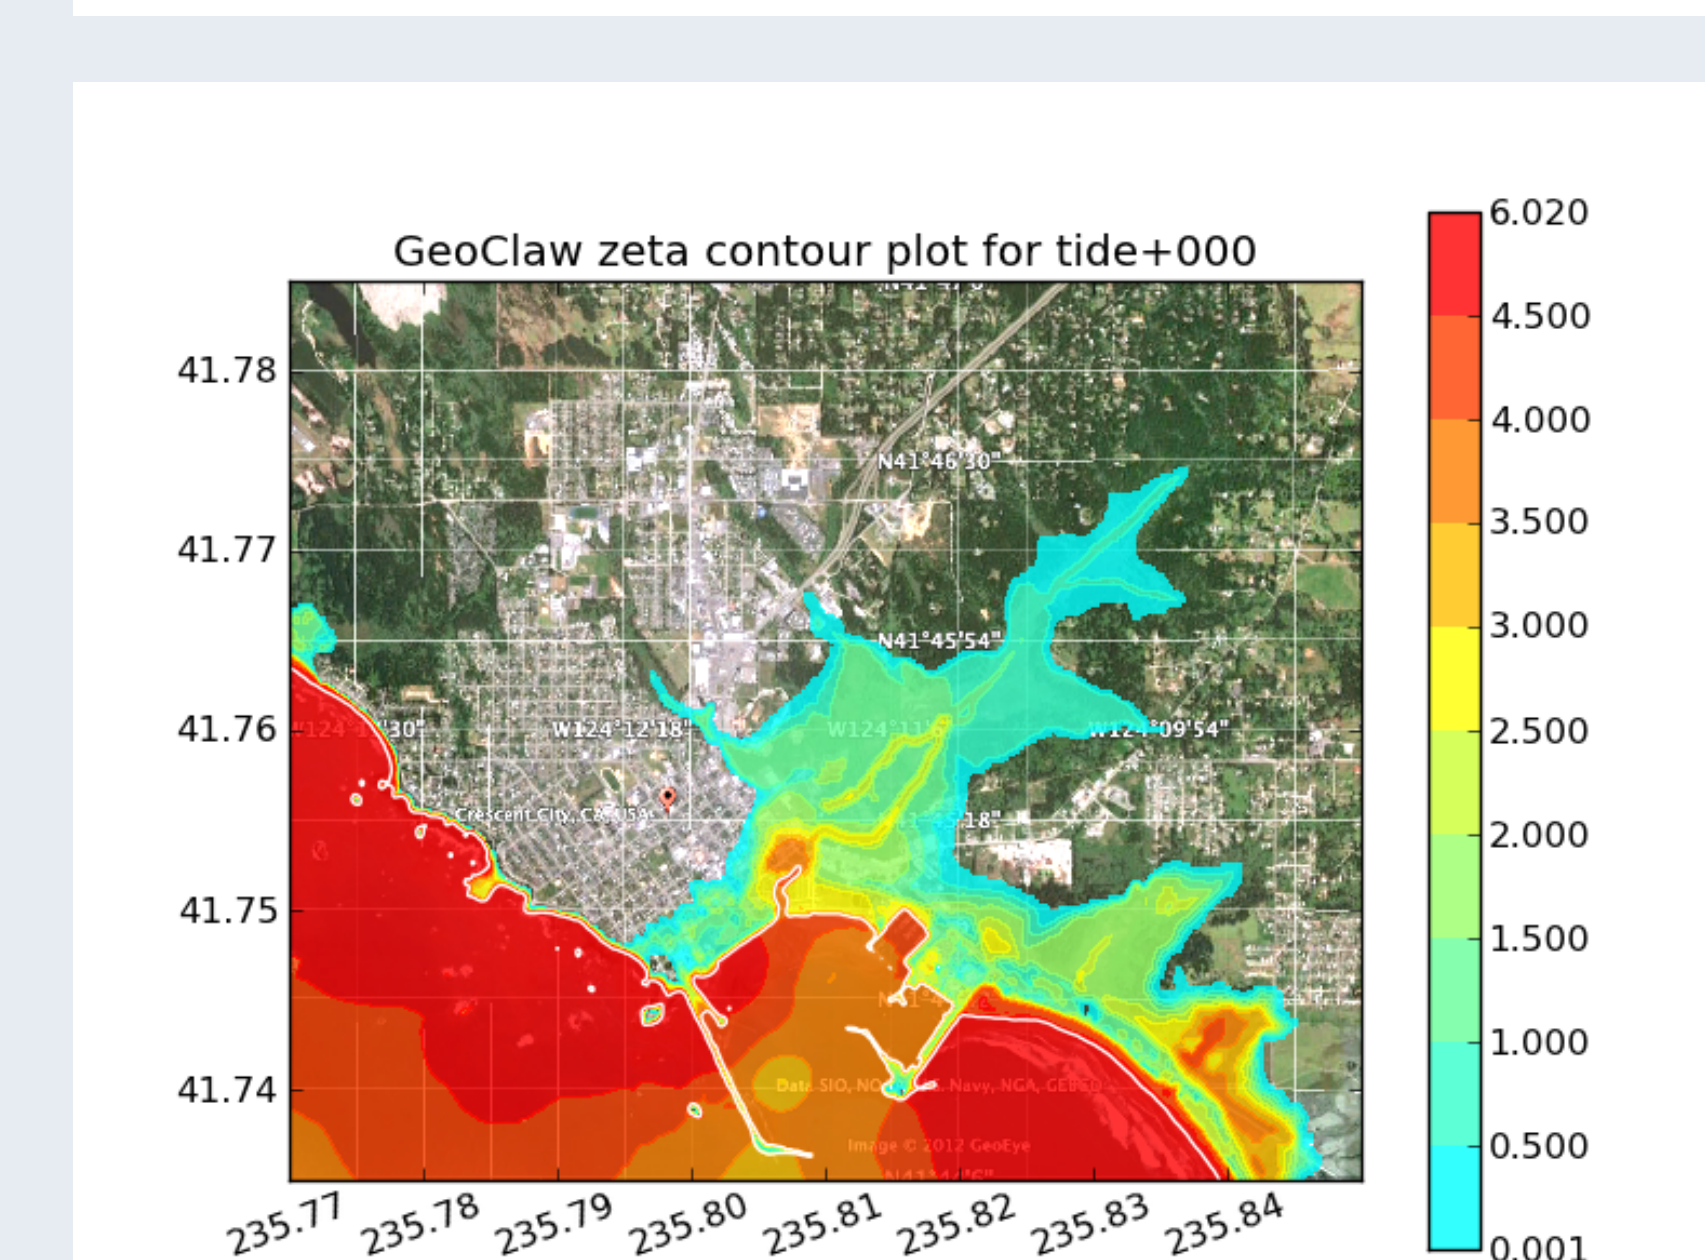 GeoClaw zeta contour plot for tide+000
6.020
4.500
4.000
3.500
3.000
2.500
2.000
1.500
1.000
0.500
0.001
41.78
41.77
41.76
41.75
41.74
N41°46'30"
N41°45'54"
W124°12'18"
W124°11'
W124°09'54"
Crescent City, CA, USA
18"
Image © 2012 GeoEye
235.77 235.78 235.79 235.80 235.81 235.82 235.83 235.84